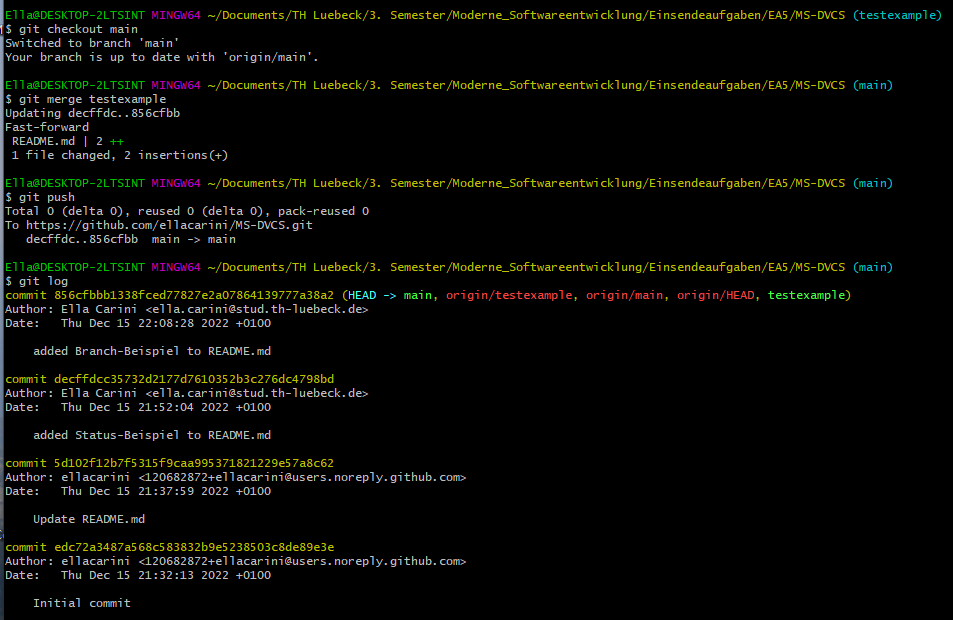 Ella@DESKTOP-2LTSINT MINGW64 ~/Documents/TH Luebeck/3. Semester/Moderne_Softwareentwicklung/Einsendeaufgaben/EA5/MS-DVCS (testexample)
$ git checkout main
Switched to branch 'main'
Your branch is up to date with 'origin/main'.
Ella@DESKTOP-2LTSINT MINGW64 ~/Documents/TH Luebeck/3. Semester/Moderne_Softwareentwicklung/Einsendeaufgaben/EA5/MS-DVCS (main)
$ git merge testexample
Updating decffdc..856cfbb
Fast-forward
README.md | 2 ++
1 file changed, 2 insertions(+)
Ella@DESKTOP-2LTSINT MINGW64 ~/Documents/TH Luebeck/3. Semester/Moderne_Softwareentwicklung/Einsendeaufgaben/EA5/MS-DVCS (main)
$ git push
Total 0 (delta 0), reused 0 (delta 0), pack-reused 0
To https://github.com/ellacarini/MS-DVCS.git
decffdc..856cfbb  main -> main
Ella@DESKTOP-2LTSINT MINGW64 ~/Documents/TH Luebeck/3. Semester/Moderne_Softwareentwicklung/Einsendeaufgaben/EA5/MS-DVCS (main)
$ git log
commit 856cfbbb1338fced77827e2a07864139777a38a2 (HEAD -> main, origin/testexample, origin/main, origin/HEAD, testexample)
Author: Ella Carini <ella.carini@stud.th-luebeck.de>
Date:   Thu Dec 15 22:08:28 2022 +0100
added Branch-Beispiel to README.md
commit decffdcc35732d2177d7610352b3c276dc4798bd
Author: Ella Carini <ella.carini@stud.th-luebeck.de>
Date:   Thu Dec 15 21:52:04 2022 +0100
added Status-Beispiel to README.md
commit 5d102f12b7f5315f9caa995371821229e57a8c62
Author: ellacarini <120682872+ellacarini@users.noreply.github.com>
Date:   Thu Dec 15 21:37:59 2022 +0100
Update README.md
commit edc72a3487a568c583832b9e5238503c8de89e3e
Author: ellacarini <120682872+ellacarini@users.noreply.github.com>
Date:   Thu Dec 15 21:32:13 2022 +0100
Initial commit